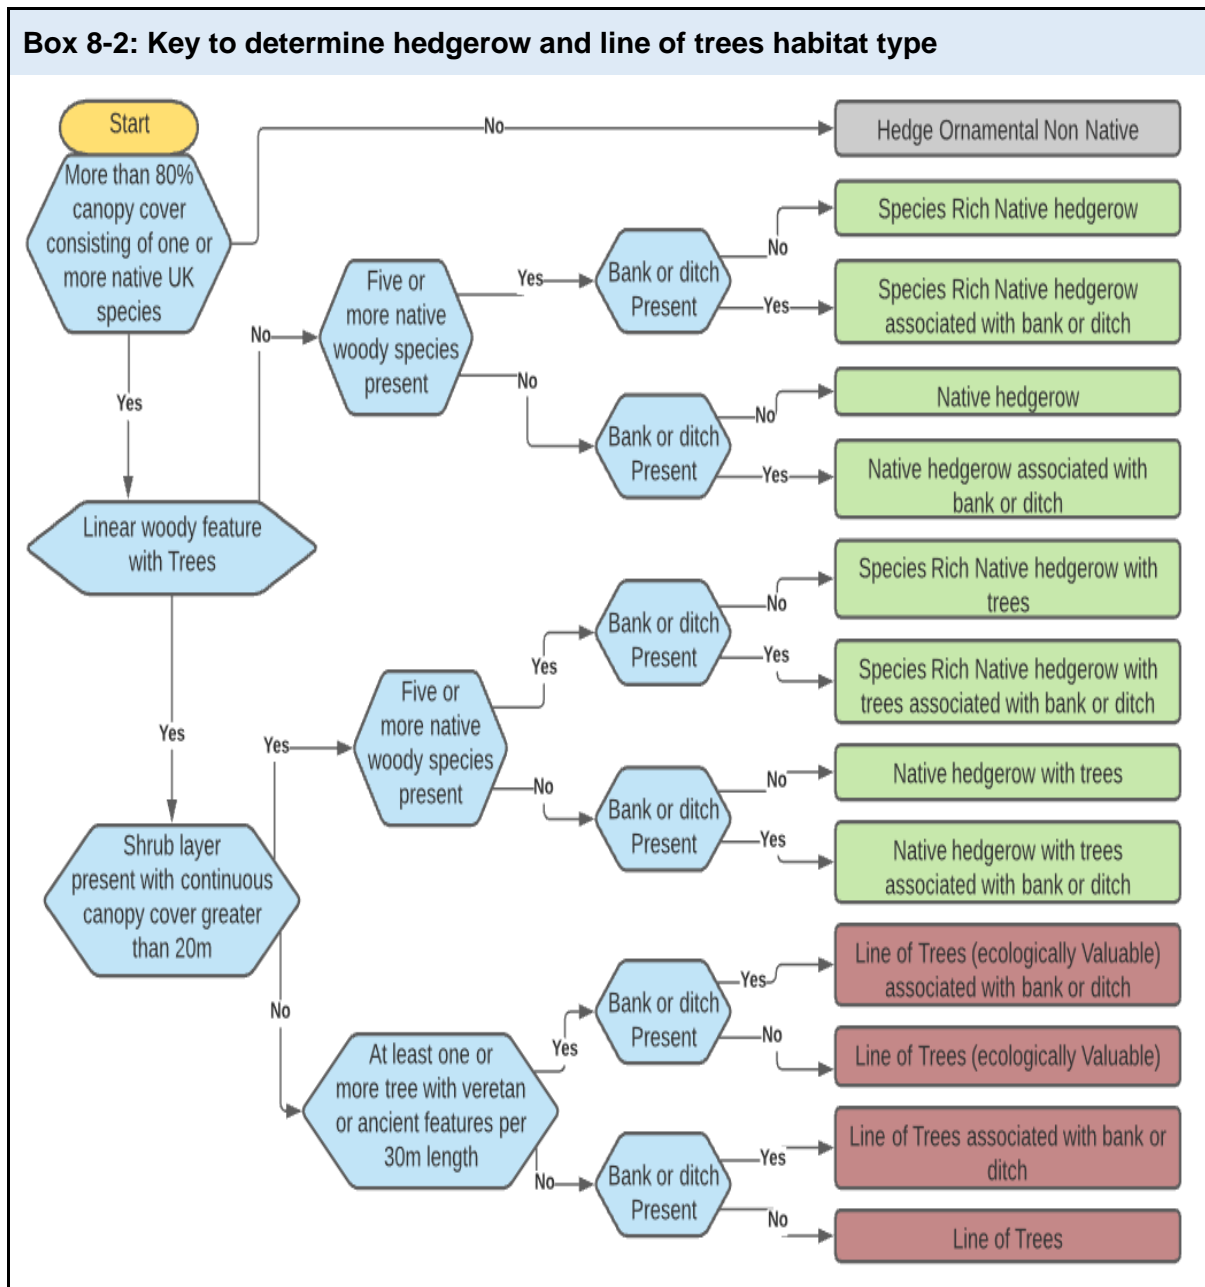 Box 8-2: Key to determine hedgerow and line of trees habitat type
Start
More than 80%
canopy cover
consisting of one or
more native UK
species
No
Hedge Ornamental Non Native
Yes
Linear woody feature
with Trees
No
Five or
more native
woody species
present
Yes
Bank or ditch
Present
No
Species Rich Native hedgerow
Yes
Species Rich Native hedgerow
associated with bank or ditch
No
Bank or ditch
Present
No
Native hedgerow
Yes
Native hedgerow associated with
bank or ditch
Yes
Shrub layer
present with continuous
canopy cover greater
than 20m
Yes
Five or
more native
woody species
present
Yes
Bank or ditch
Present
No
Species Rich Native hedgerow with
trees
Yes
Species Rich Native hedgerow with
trees associated with bank or ditch
No
Bank or ditch
Present
No
Native hedgerow with trees
Yes
Native hedgerow with trees
associated with bank or ditch
No
At least one or
more tree with veretan
or ancient features per
30m length
Yes
Bank or ditch
Present
Yes
Line of Trees (ecologically Valuable)
associated with bank or ditch
No
Line of Trees (ecologically Valuable)
No
Bank or ditch
Present
Yes
Line of Trees associated with bank or
ditch
No
Line of Trees